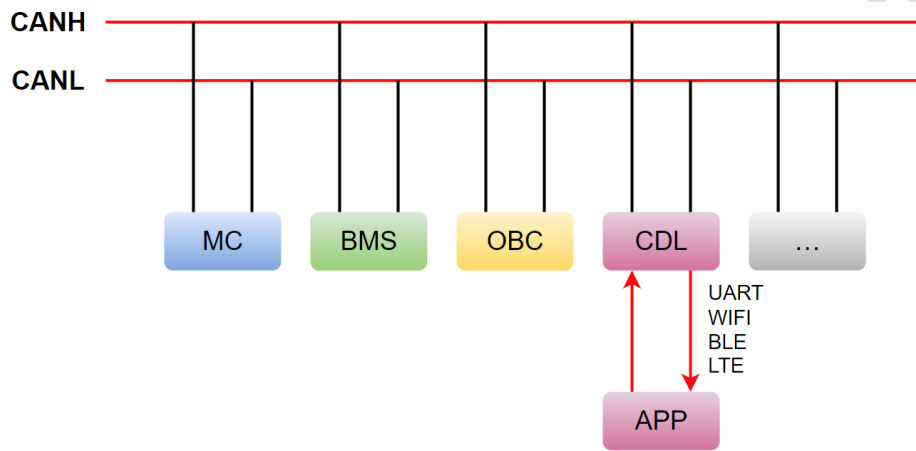 CANH
CANL
MC
BMS
OBC
CDL
...
UART
WIFI
BLE
LTE
APP